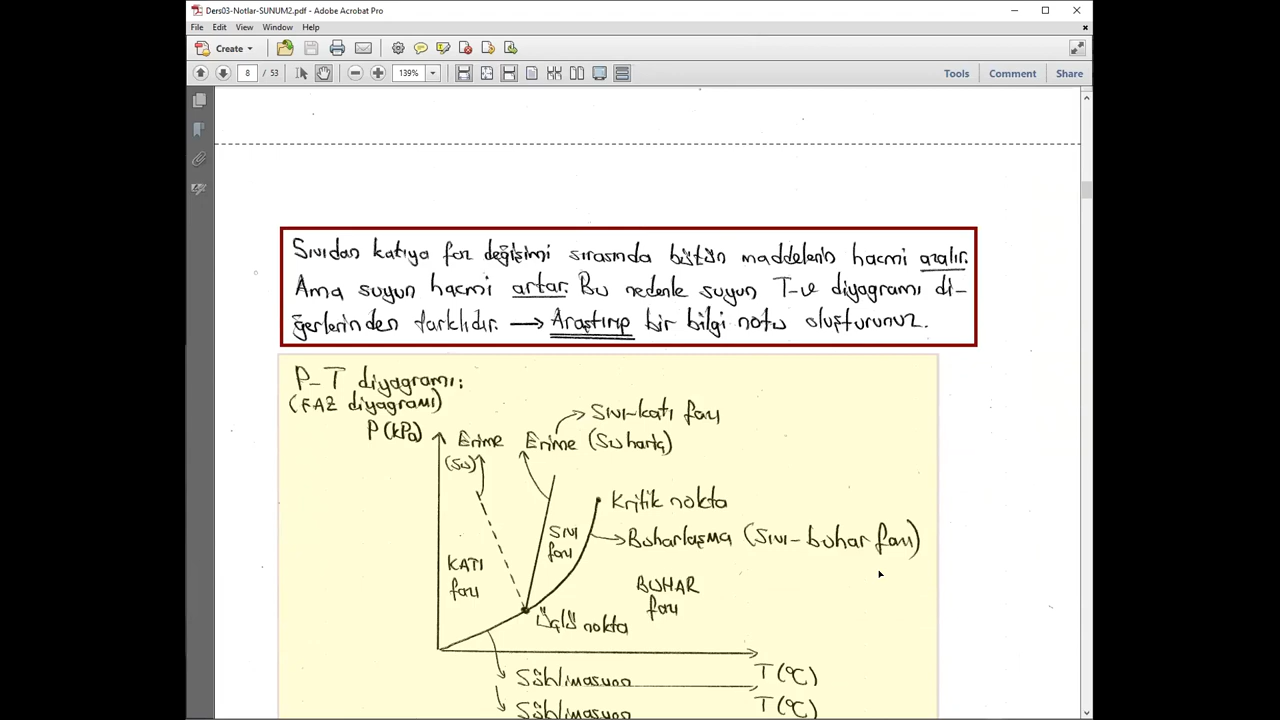 Ders03-Notlar-SUNUM2.pdf - Adobe Acrobat Pro
File Edit View Window Help
Create
8 / 53 139% Tools Comment Share
Sıvıdan katıya faz değişimi sırasında bütün maddelerin hacmi azalır.
Ama suyun hacmi artar. Bu nedenle suyun T-v diyagramı di-
ğerlerinden farklıdır. → Araştırıp bir bilgi notu oluşturunuz.
P-T diyagramı;
(FAZ diyagramı)
P (kPa)
Erime
(su)
Erime (Su hariç)
Sıvı-katı fazı
Kritik nokta
Buharlaşma (Sıvı-buhar fazı)
SIVI
fazı
KATI
fazı
BUHAR
fazı
Üçlü nokta
Süblimasyon T(°C)
Süblimasyon T(°C)